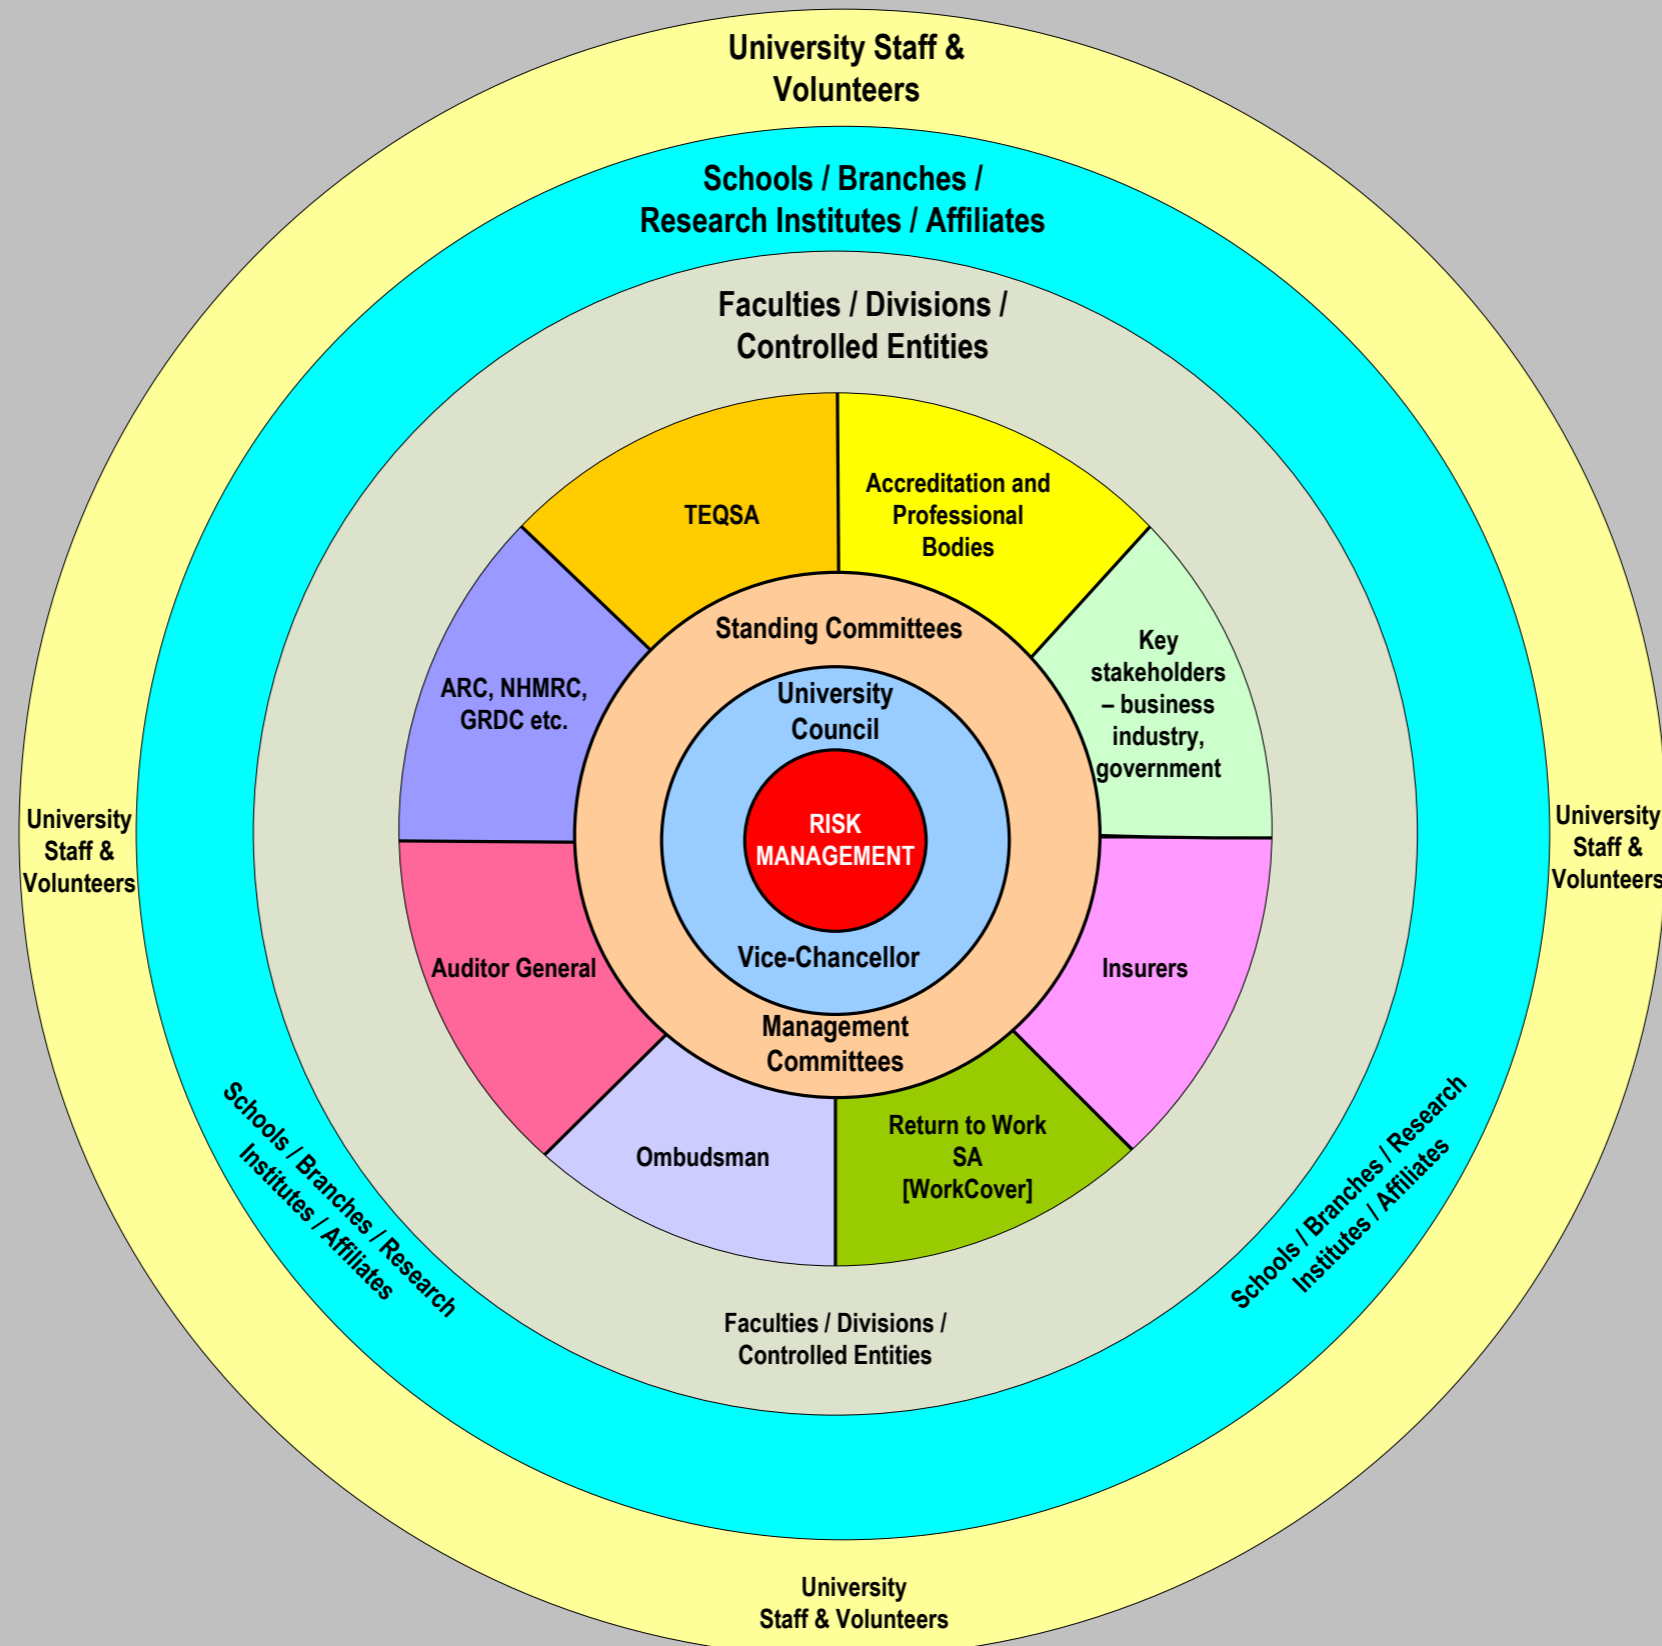 University Staff &
Volunteers
Schools / Branches /
Research Institutes / Affiliates
Faculties / Divisions /
Controlled Entities
TEQSA
Accreditation and
Professional
Bodies
ARC, NHMRC,
GRDC etc.
Key
stakeholders
– business
industry,
government
Standing Committees
University
Council
RISK
MANAGEMENT
Vice-Chancellor
Management
Committees
Auditor General
Insurers
Ombudsman
Return to Work
SA
[WorkCover]
University
Staff &
Volunteers
University
Staff &
Volunteers
Schools / Branches / Research
Institutes / Affiliates
Schools / Branches / Research
Institutes / Affiliates
Faculties / Divisions /
Controlled Entities
University
Staff & Volunteers